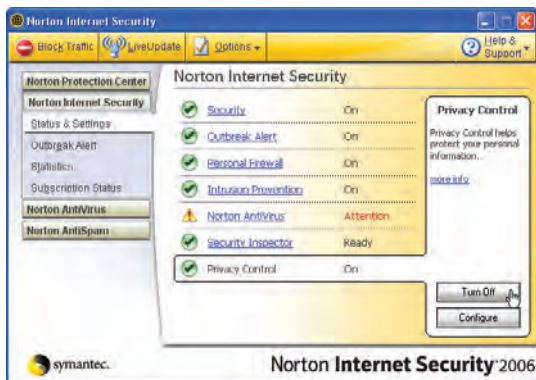 Norton Internet Security
Block Traffic LiveUpdate Options Help & Support
Norton Protection Center
Norton Internet Security
Status & Settings
Outbreak Alert
Statistics
Subscription Status
Norton AntiVirus
Norton AntiSpam
Norton Internet Security
Security On
Outbreak Alert On
Personal Firewall On
Intrusion Prevention On
Norton AntiVirus Attention
Security Inspector Ready
Privacy Control On
Privacy Control
Privacy Control helps
protect your personal
information.
more info
Turn Off
Configure
symantec.
Norton Internet Security 2006